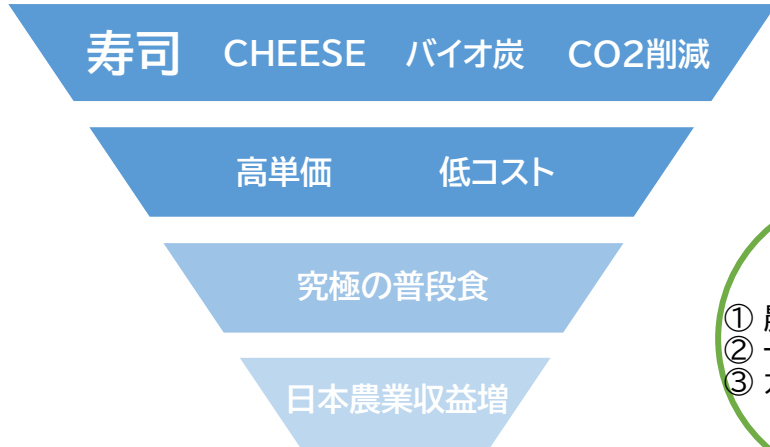 寿司 CHEESE バイオ炭 CO2削減
高単価 低コスト
究極の普段食
日本農業収益増
①
②
③